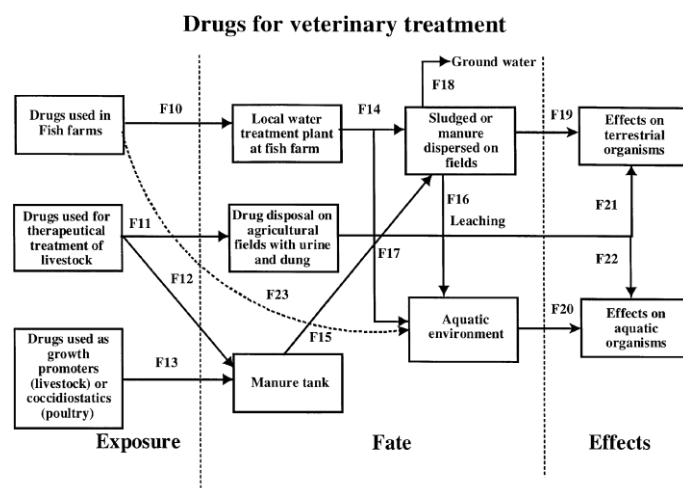 Drugs for veterinary treatment
Ground water
F18
Drugs used in
Fish farms
F10
Local water
treatment plant
at fish farm
F14
Sludged or
manure
dispersed on
fields
F19
Effects on
terrestrial
organisms
F16
Leaching
F21
Drugs used for
therapeutical
treatment of
livestock
F11
Drug disposal on
agricultural
fields with urine
and dung
F17
F22
F12
F23
Aquatic
environment
F20
Effects on
aquatic
organisms
F15
Drugs used as
growth
promoters
(livestock) or
coccidiostatics
(poultry)
F13
Manure tank
Exposure
Fate
Effects